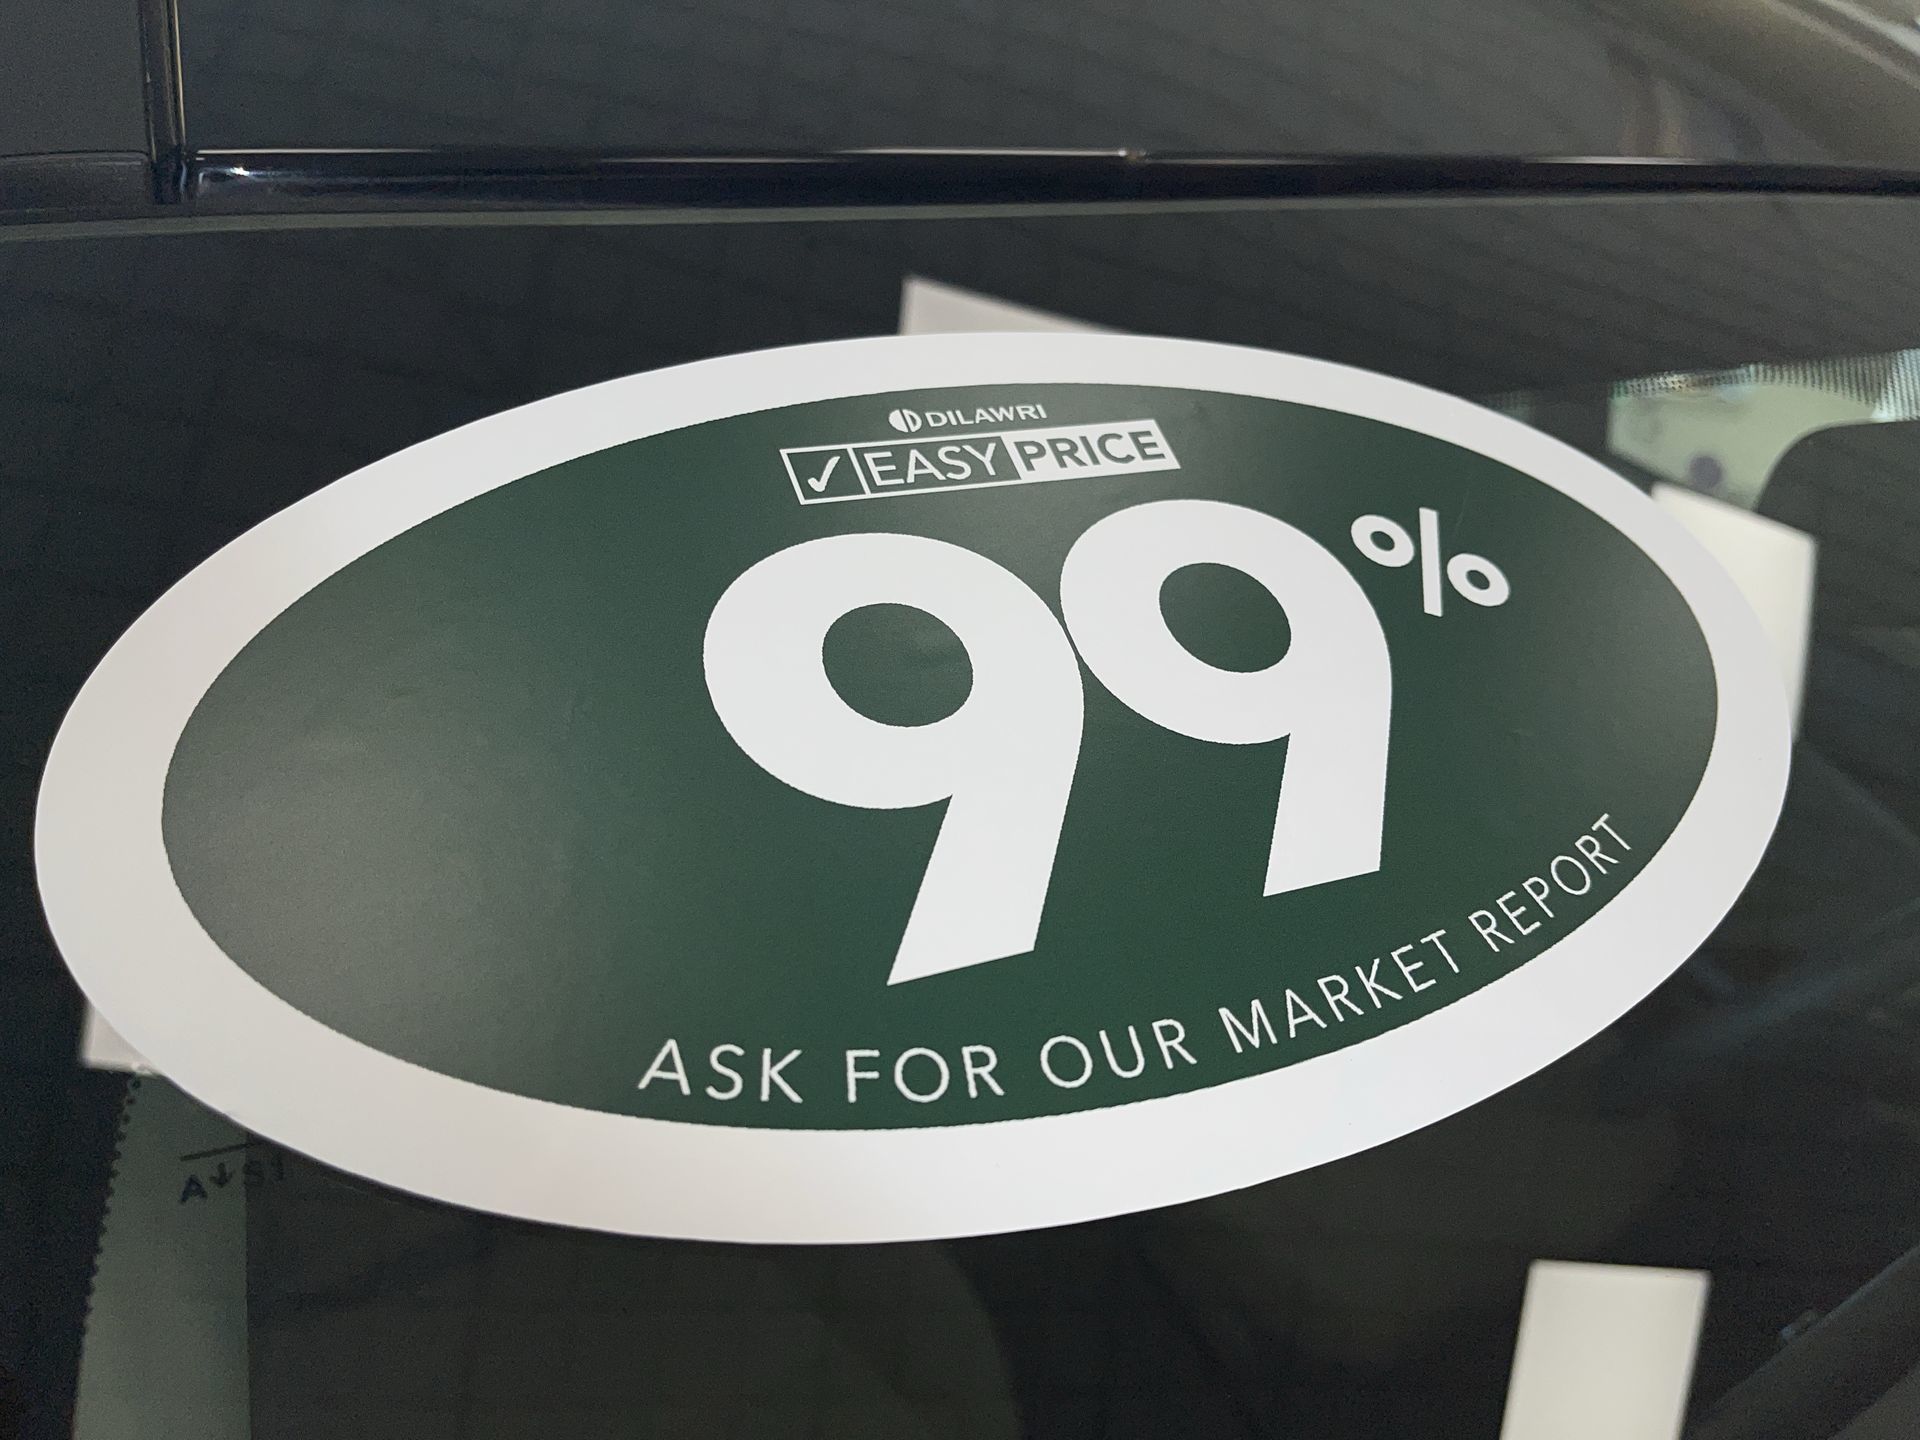 DILAWRI
✓ EASY PRICE
99%
ASK FOR OUR MARKET REPORT